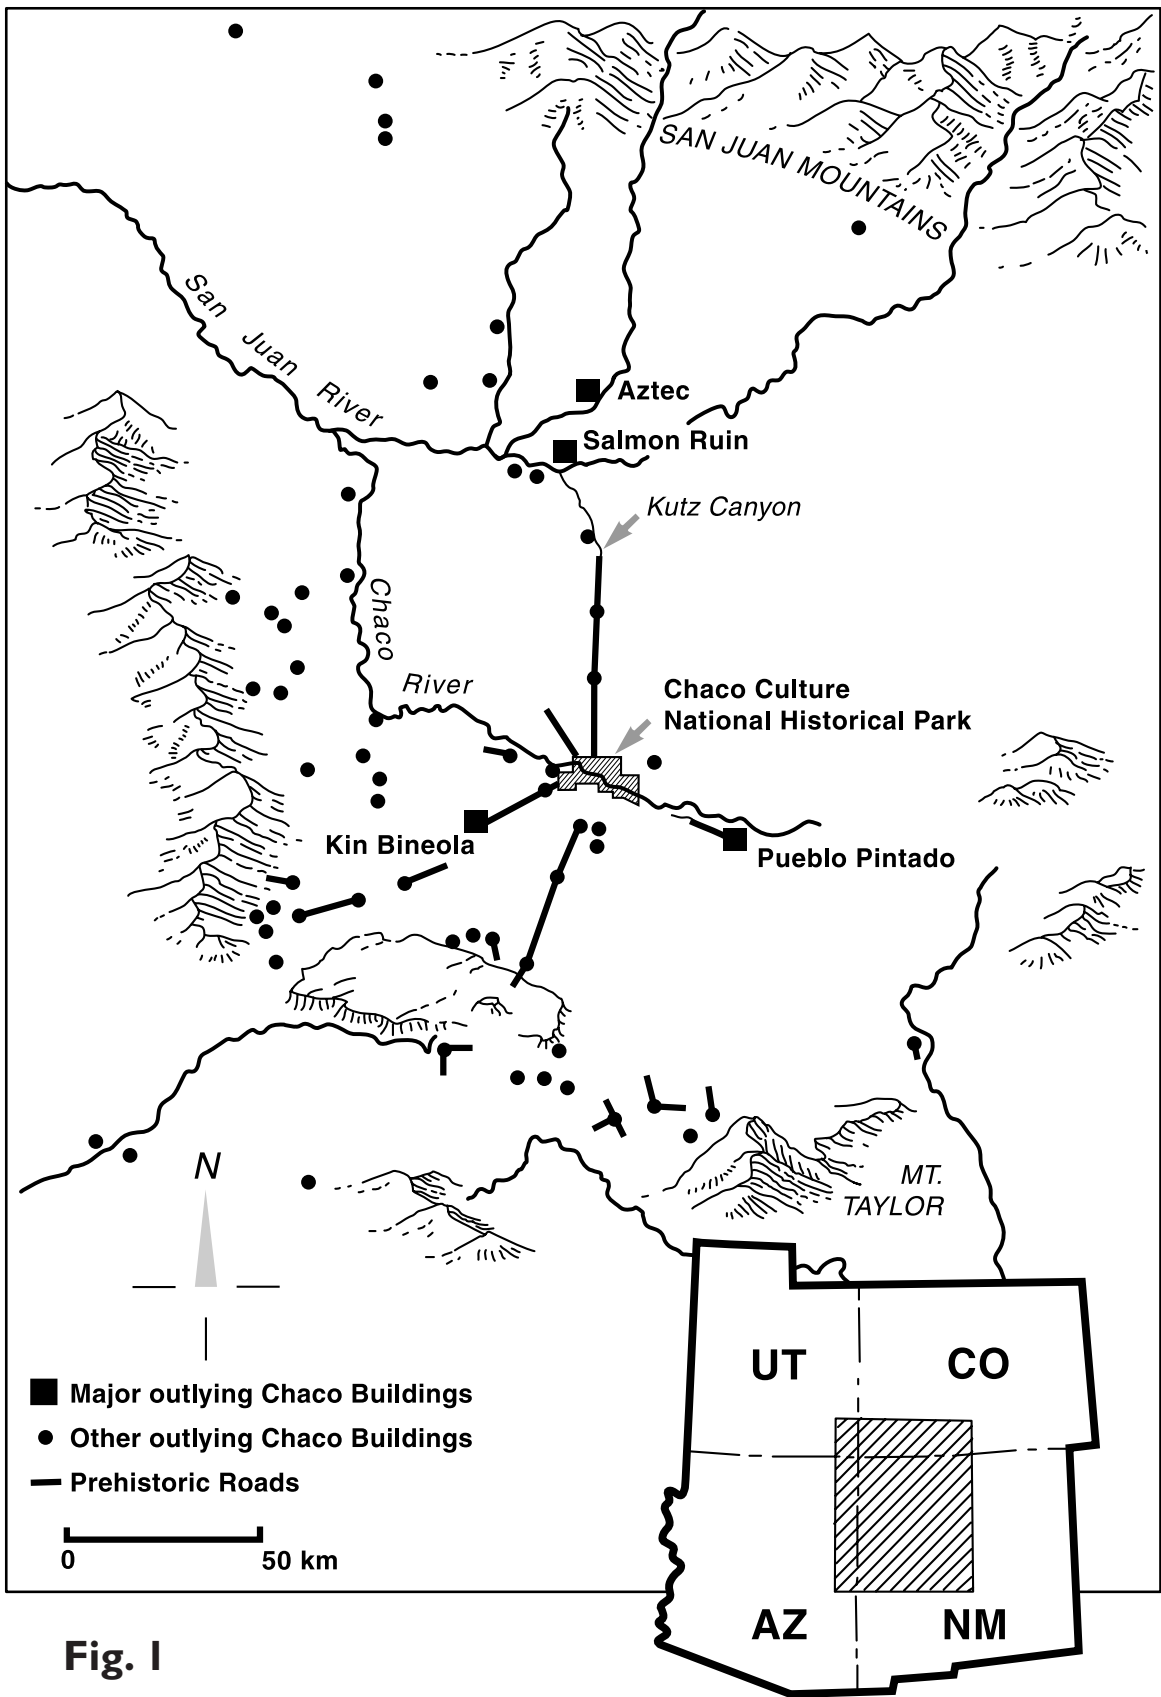 SAN JUAN MOUNTAINS
San Juan River
Aztec
Salmon Ruin
Kutz Canyon
Chaco
River
Chaco Culture
National Historical Park
Kin Bineola
Pueblo Pintado
N
MT.
TAYLOR
UT
CO
Major outlying Chaco Buildings
Other outlying Chaco Buildings
Prehistoric Roads
0
50 km
AZ
NM
Fig. 1